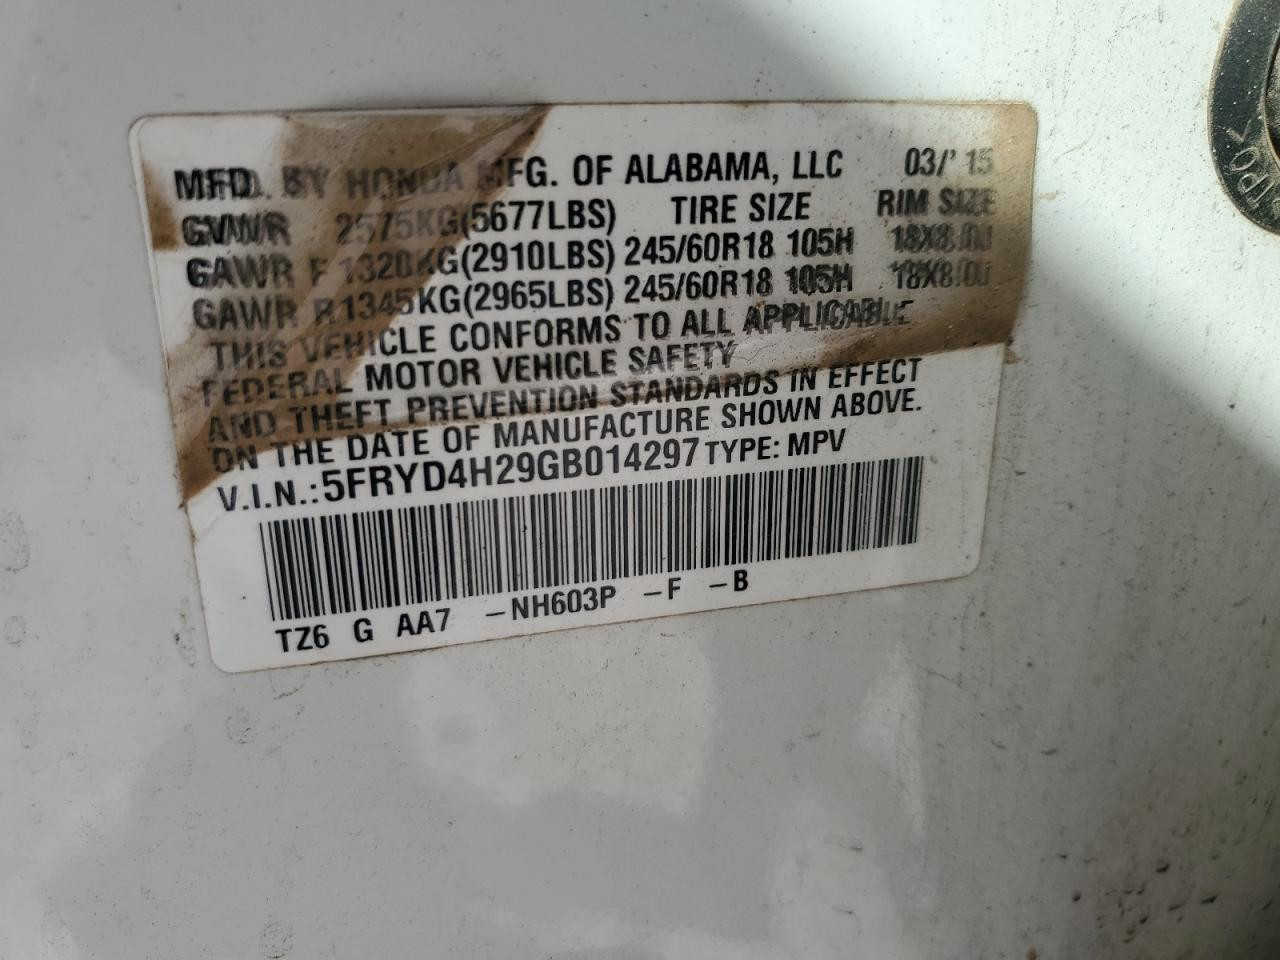 MFD. BY HONDA MFG. OF ALABAMA, LLC 03/'15
GVWR 2575KG(5677LBS) TIRE SIZE RIM SIZE
GAWR F 1320KG(2910LBS) 245/60R18 105H 18X8.0J
GAWR R1345KG(2965LBS) 245/60R18 105H 18X8.0J
THIS VEHICLE CONFORMS TO ALL APPLICABLE
FEDERAL MOTOR VEHICLE SAFETY
AND THEFT PREVENTION STANDARDS IN EFFECT
ON THE DATE OF MANUFACTURE SHOWN ABOVE.
V.I.N.:5FRYD4H29GB014297 TYPE: MPV
TZ6 G AA7 -NH603P -F -B